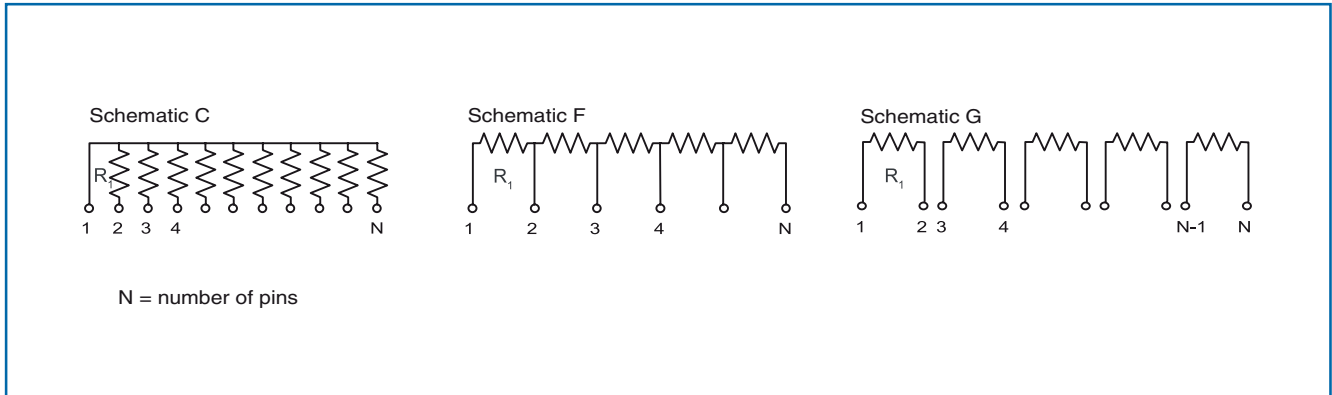 Schematic C
R1
1 2 3 4 N
Schematic F
R1
1 2 3 4 N
Schematic G
R1
1 2 3 4 N-1 N
N = number of pins